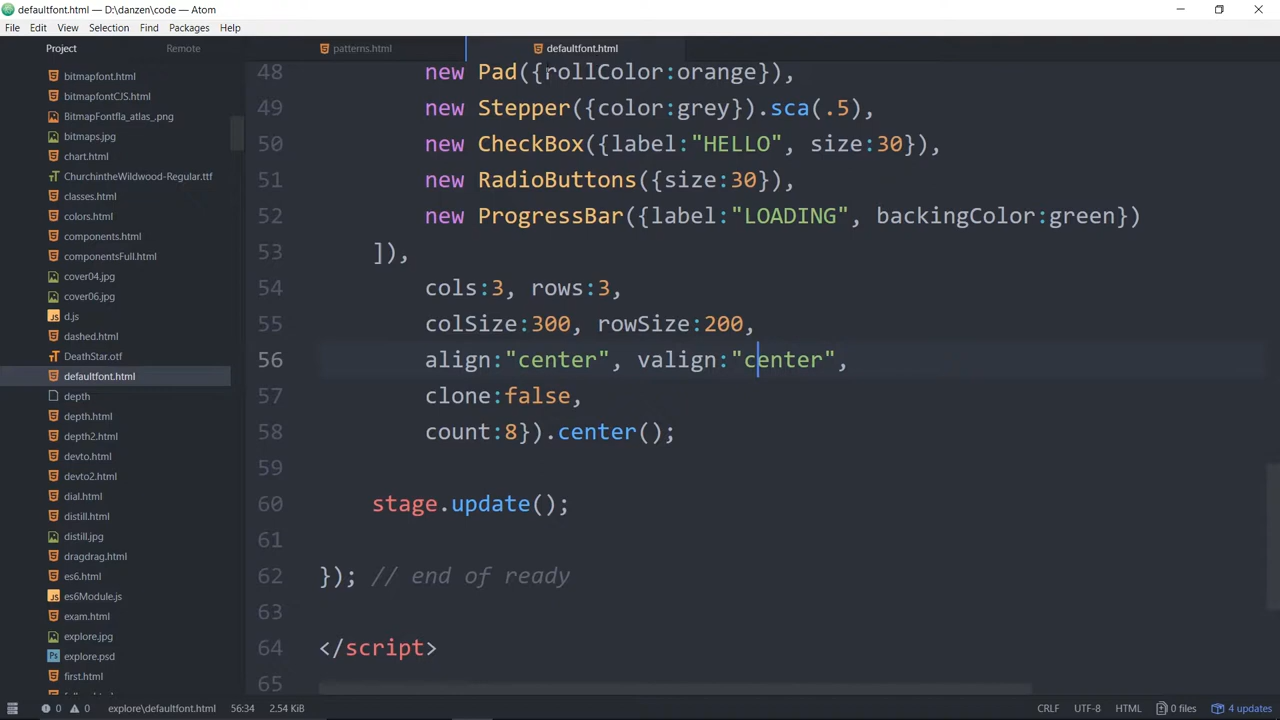 defaultfont.html — D:\danzen\code — Atom
File Edit View Selection Find Packages Help
Project Remote patterns.html defaultfont.html
bitmapfont.html
bitmapfontCJS.html
BitmapFontfla_atlas_.png
bitmaps.jpg
chart.html
ChurchintheWildwood-Regular.ttf
classes.html
colors.html
components.html
componentsFull.html
cover04.jpg
cover06.jpg
d.js
dashed.html
DeathStar.otf
defaultfont.html
depth
depth.html
depth2.html
devto.html
devto2.html
dial.html
distill.html
distill.jpg
dragdrag.html
es6.html
es6Module.js
exam.html
explore.jpg
explore.psd
first.html
48 new Pad({rollColor:orange}),
49 new Stepper({color:grey}).sca(.5),
50 new CheckBox({label:"HELLO", size:30}),
51 new RadioButtons({size:30}),
52 new ProgressBar({label:"LOADING", backingColor:green})
53 ]),
54 cols:3, rows:3,
55 colSize:300, rowSize:200,
56 align:"center", valign:"center",
57 clone:false,
58 count:8}).center();
59
60 stage.update();
61
62 }); // end of ready
63
64 </script>
65
0 0 explore\defaultfont.html 56:34 2.54 KiB CRLF UTF-8 HTML 0 files 4 updates